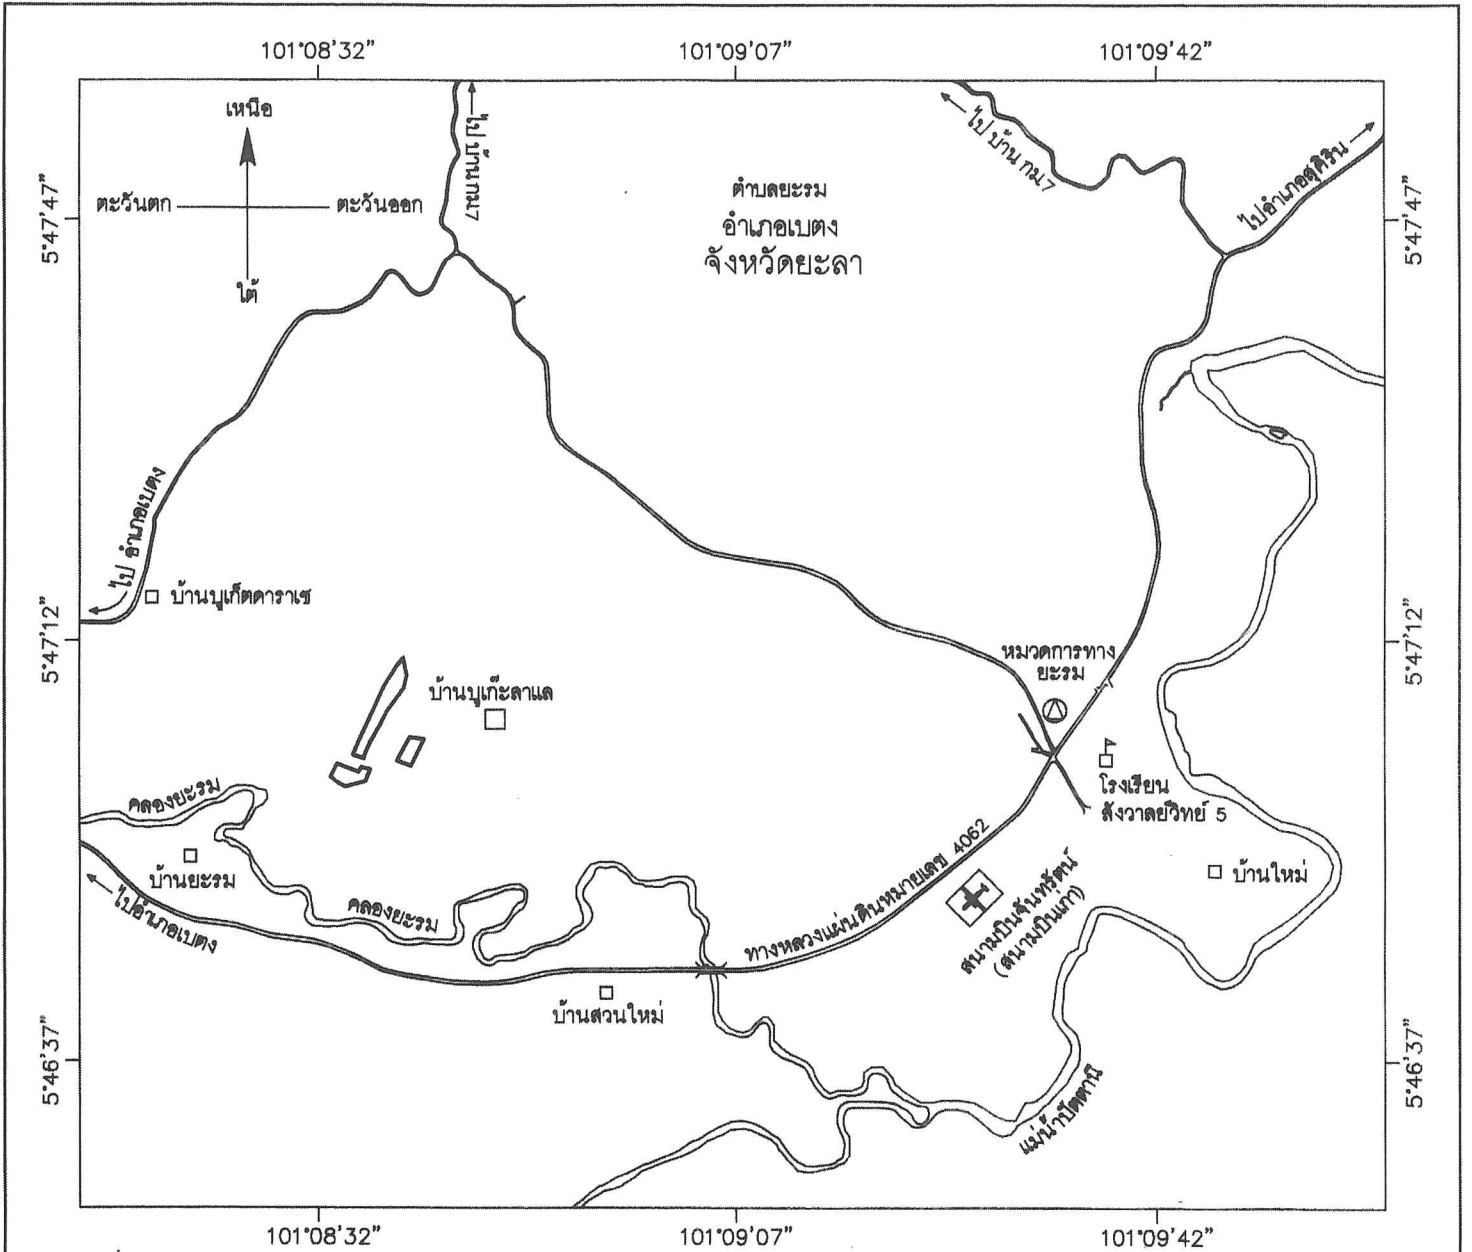 101°08'32" 101°09'07" 101°09'42"
เหนือ
ตะวันตก ตะวันออก
ใต้
5°47'47"
5°47'47"
ไป บ้าน กม.7
ไป บ้าน กม.7
ไปอำเภอสุคิริน
ตำบลยะรม
อำเภอเบตง
จังหวัดยะลา
ไป อำเภอเบตง
บ้านบูเก็ตดาราเซ
5°47'12"
5°47'12"
หมวดการทาง
ยะรม
บ้านบูเก๊ะลาแล
โรงเรียน
สังวาลย์วิทย์ 5
คลองยะรม
บ้านยะรม
ไปอำเภอเบตง
คลองยะรม
ทางหลวงแผ่นดินหมายเลข 4062
สนามบินจันทรัตน์
(สนามบินเก่า)
บ้านใหม่
บ้านสวนใหม่
5°46'37"
5°46'37"
แม่น้ำปัตตานี
101°08'32" 101°09'07" 101°09'42"